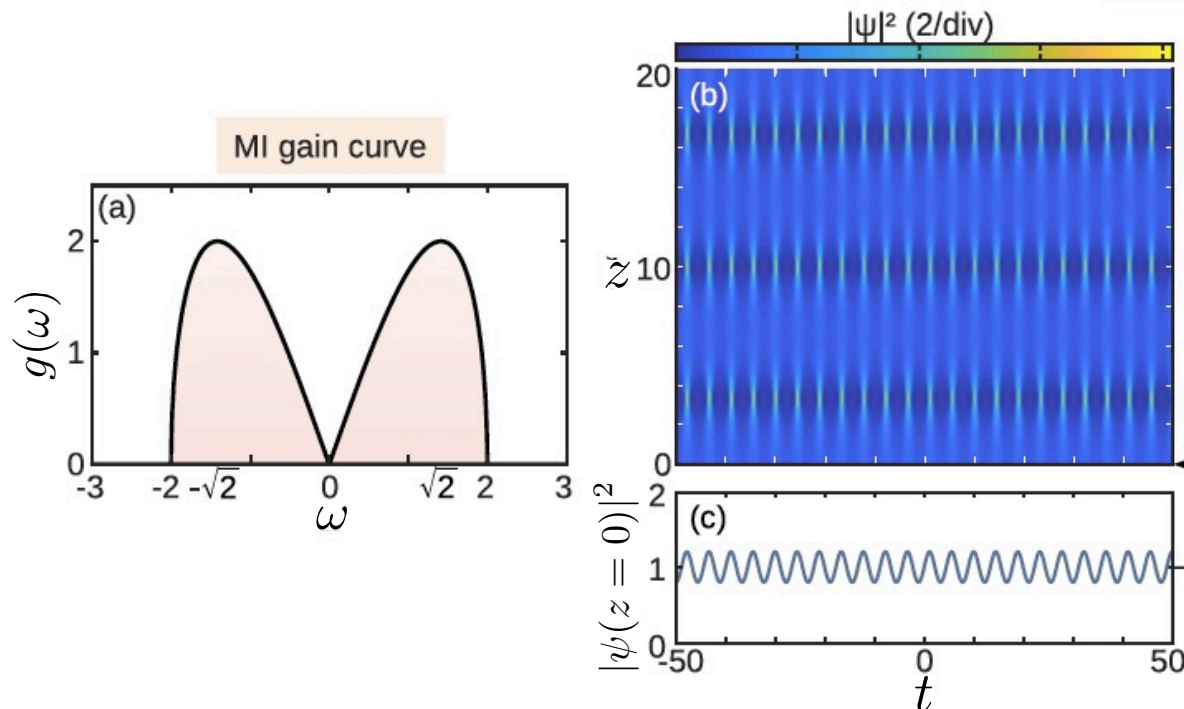 MI gain curve
(a)
g(ω)
2
1
0
-3
-2
-√2
0
√2
2
3
ω
|ψ|² (2/div)
(b)
20
10
0
z
(c)
|ψ(z = 0)|²
2
1
0
-50
0
50
t